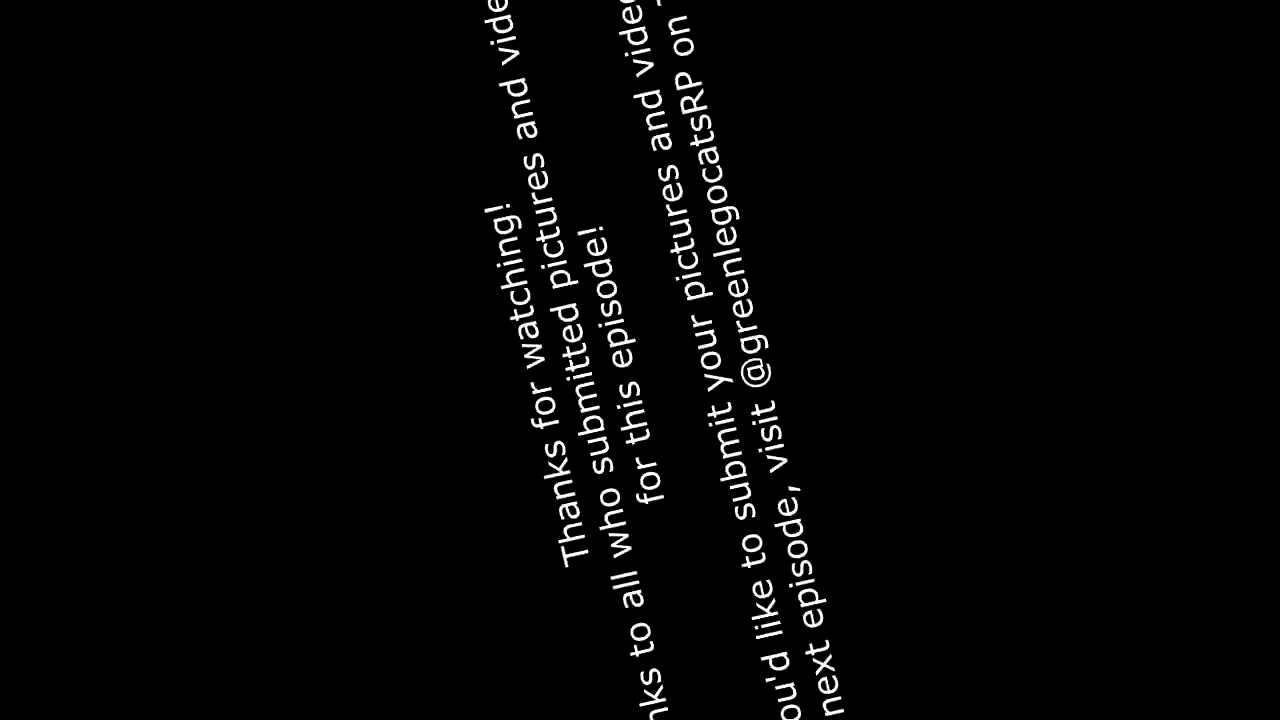 Thanks for watching!
nks to all who submitted pictures and vide
for this episode!
ou'd like to submit your pictures and video
next episode, visit @greenlegocatsRP on